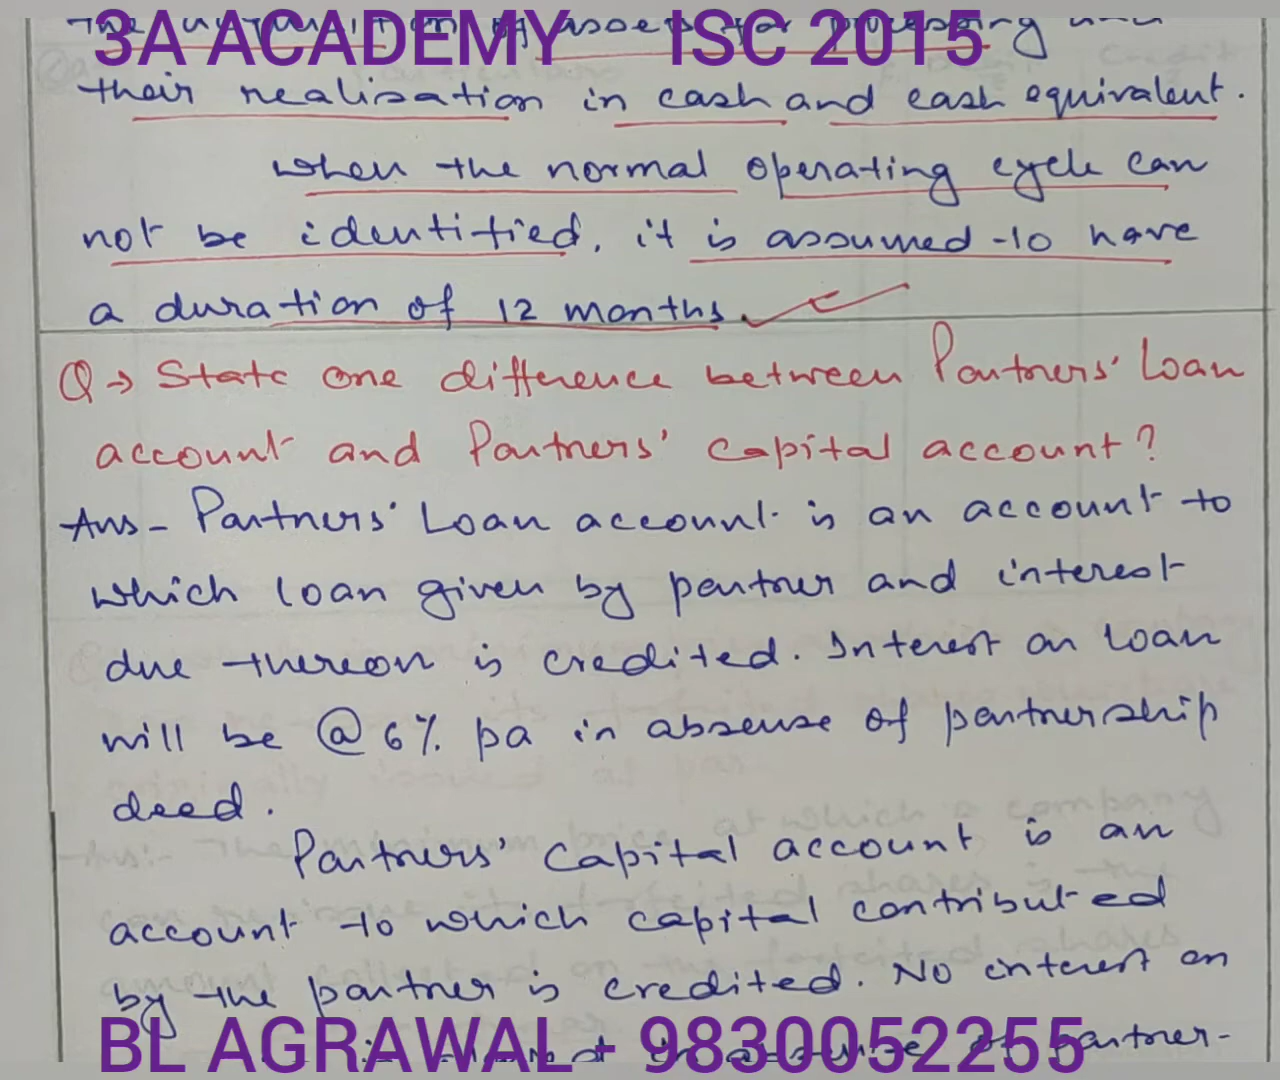 3A ACADEMY ISC 2015
their realisation in cash and cash equivalent.
when the normal operating cycle can
not be identified, it is assumed to have
a duration of 12 months.
Q → State one difference between Partners' Loan
account and Partners' capital account?
Ans - Partners' Loan account is an account to
which loan given by partner and interest
due thereon is credited. Interest on loan
will be @ 6% pa in absense of partnership
deed.
Partners' capital account is an
account to which capital contributed
by the partner is credited. No interest on
BL AGRAWAL - 9830052255
of partner-